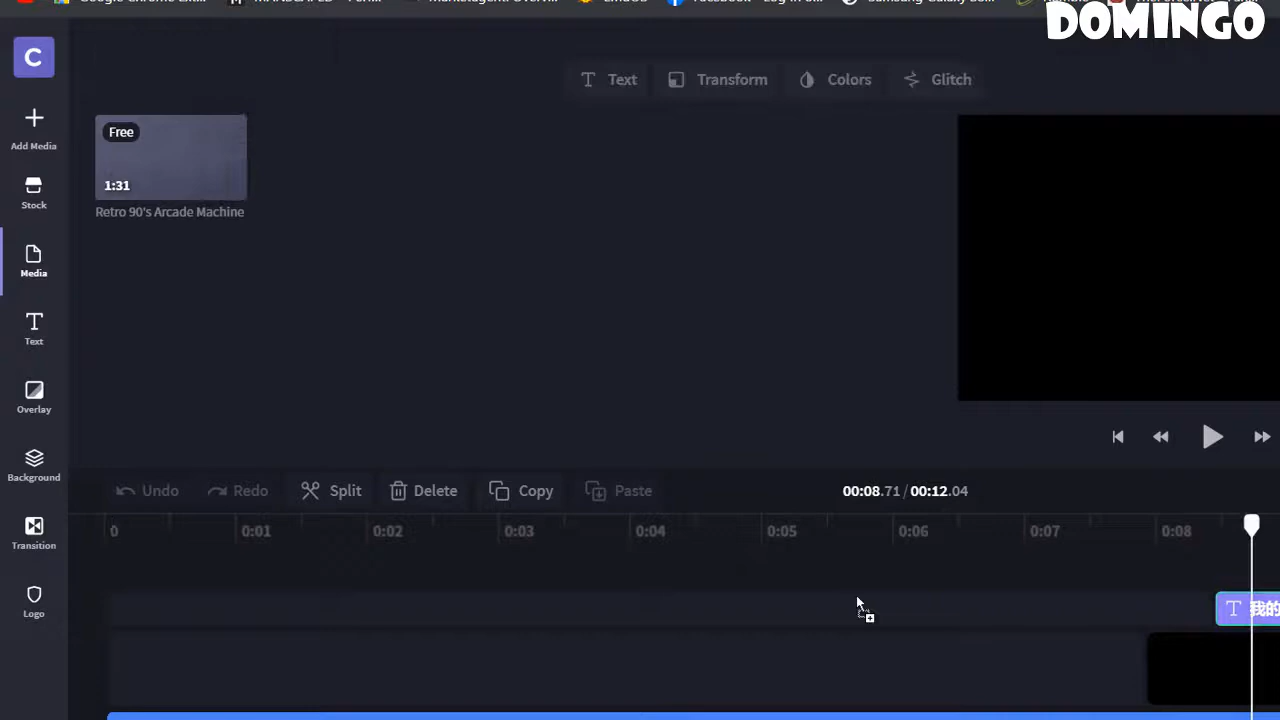 DOMINGO
C
Text
Transform
Colors
Glitch
Add Media
Free
1:31
Retro 90's Arcade Machine
Stock
Media
Text
Overlay
Background
Transition
Logo
Undo
Redo
Split
Delete
Copy
Paste
00:08.71 / 00:12.04
0
0:01
0:02
0:03
0:04
0:05
0:06
0:07
0:08
我的